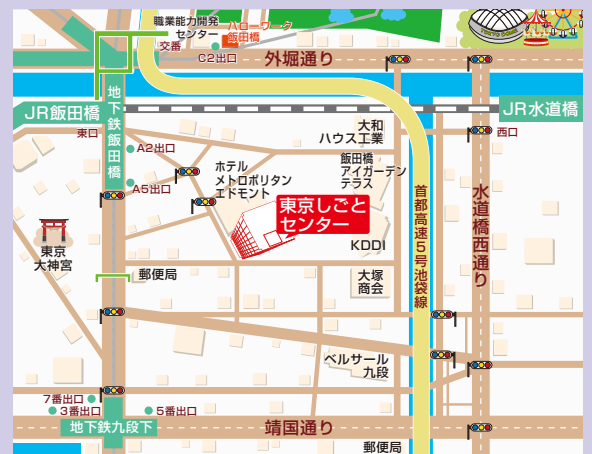 職業能力開発
センター
ハローワーク
飯田橋
交番
C2出口
TOKYO DOME
外堀通り
地下鉄飯田橋
JR飯田橋
JR水道橋
東口
西口
大和
ハウス工業
A2出口
ホテル
メトロポリタン
エドモント
飯田橋
アイガーデン
テラス
A5出口
東京しごと
センター
首都高速5号池袋線
水道橋西通り
KDDI
東京
大神宮
郵便局
大塚
商会
ベルサール
九段
7番出口
3番出口
5番出口
地下鉄九段下
靖国通り
郵便局